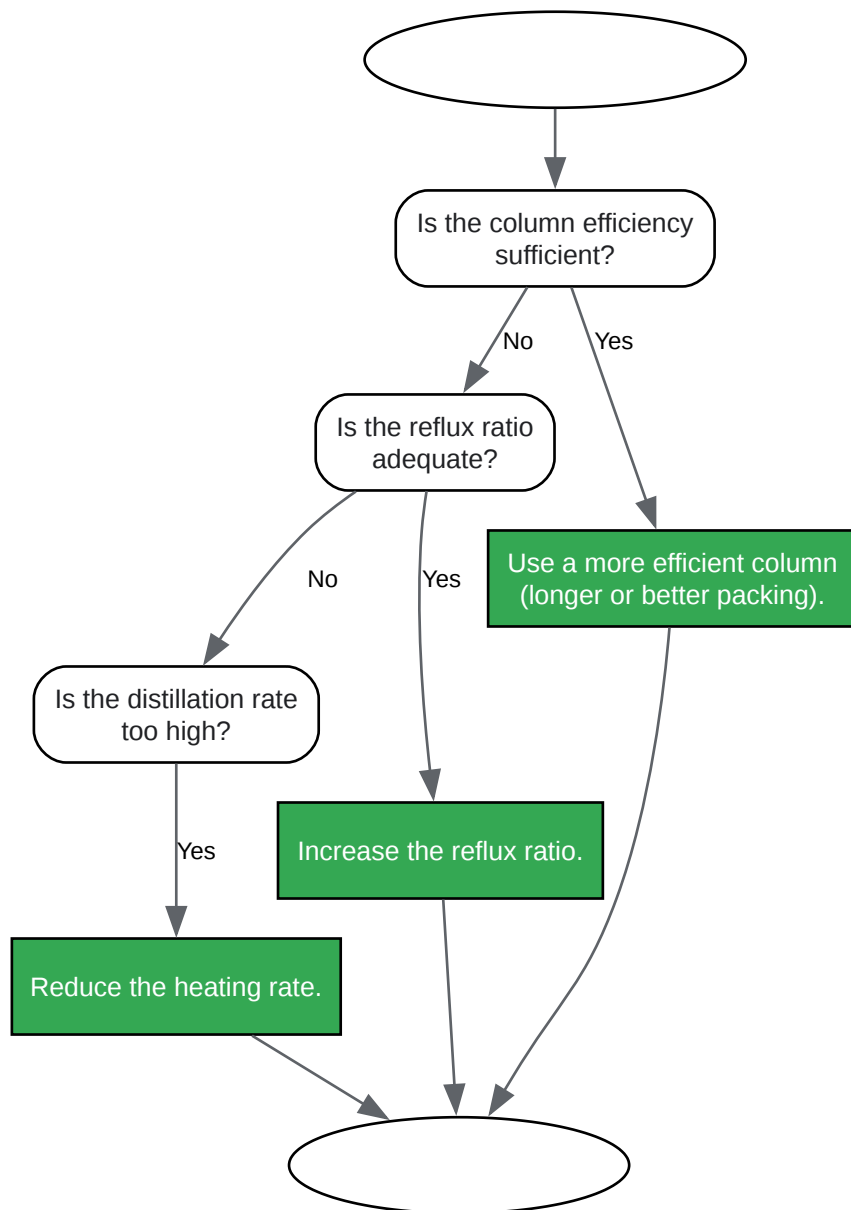 Is the column efficiency
sufficient?
No
Yes
Is the reflux ratio
adequate?
Use a more efficient column
(longer or better packing).
No
Yes
Is the distillation rate
too high?
Yes
Increase the reflux ratio.
Reduce the heating rate.